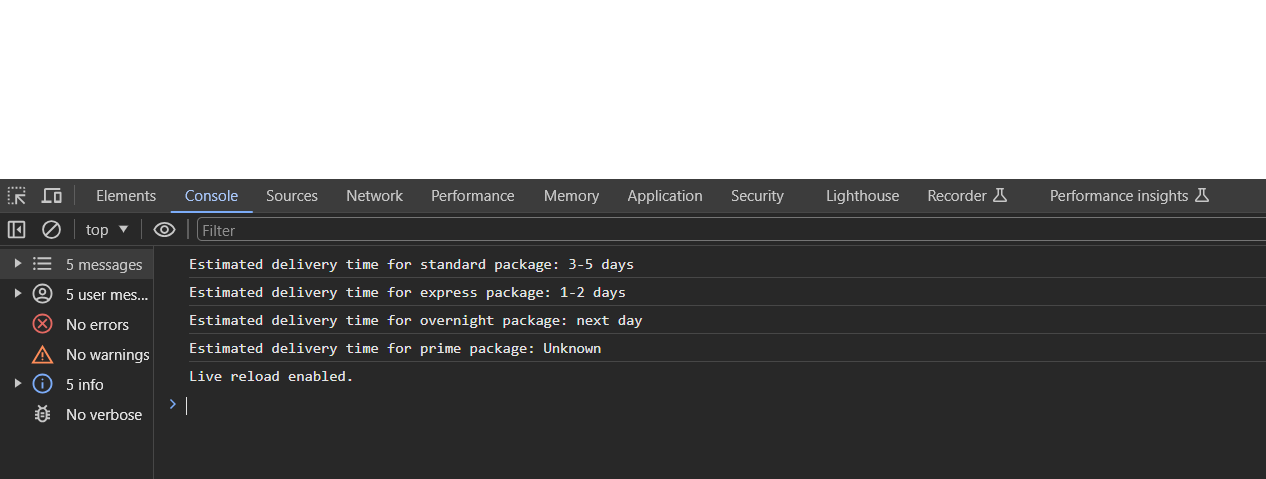 Elements Console Sources Network Performance Memory Application Security Lighthouse Recorder Performance insights
top Filter
5 messages
5 user mes...
No errors
No warnings
5 info
No verbose
Estimated delivery time for standard package: 3-5 days
Estimated delivery time for express package: 1-2 days
Estimated delivery time for overnight package: next day
Estimated delivery time for prime package: Unknown
Live reload enabled.